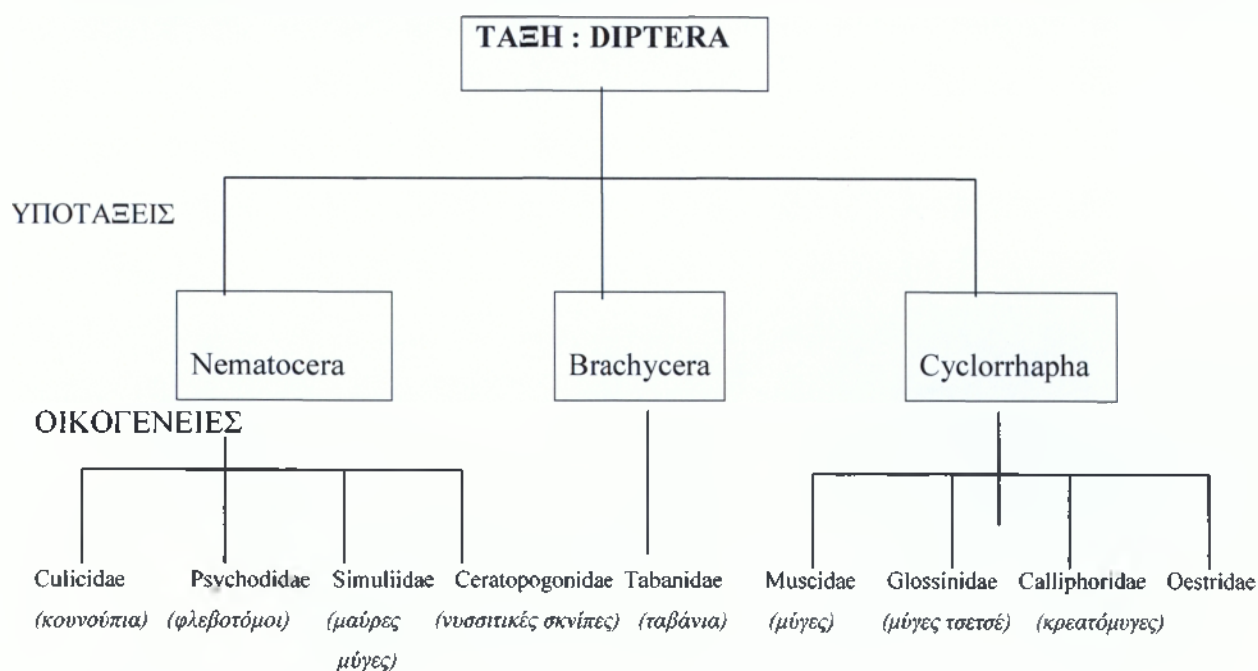 ΤΑΞΗ : DIPTERA
ΥΠΟΤΑΞΕΙΣ
Nematocera Brachycera Cyclorrhapha
ΟΙΚΟΓΕΝΕΙΕΣ
Culicidae Psychodidae Simuliidae Ceratopogonidae Tabanidae Muscidae Glossinidae Calliphoridae Oestridae
(κουνούπια) (φλεβοτόμοι) (μαύρες (νυσσιτικές σκνίπες) (ταβάνια) (μύγες) (μύγες τσετσέ) (κρεατόμυγες)
μύγες)